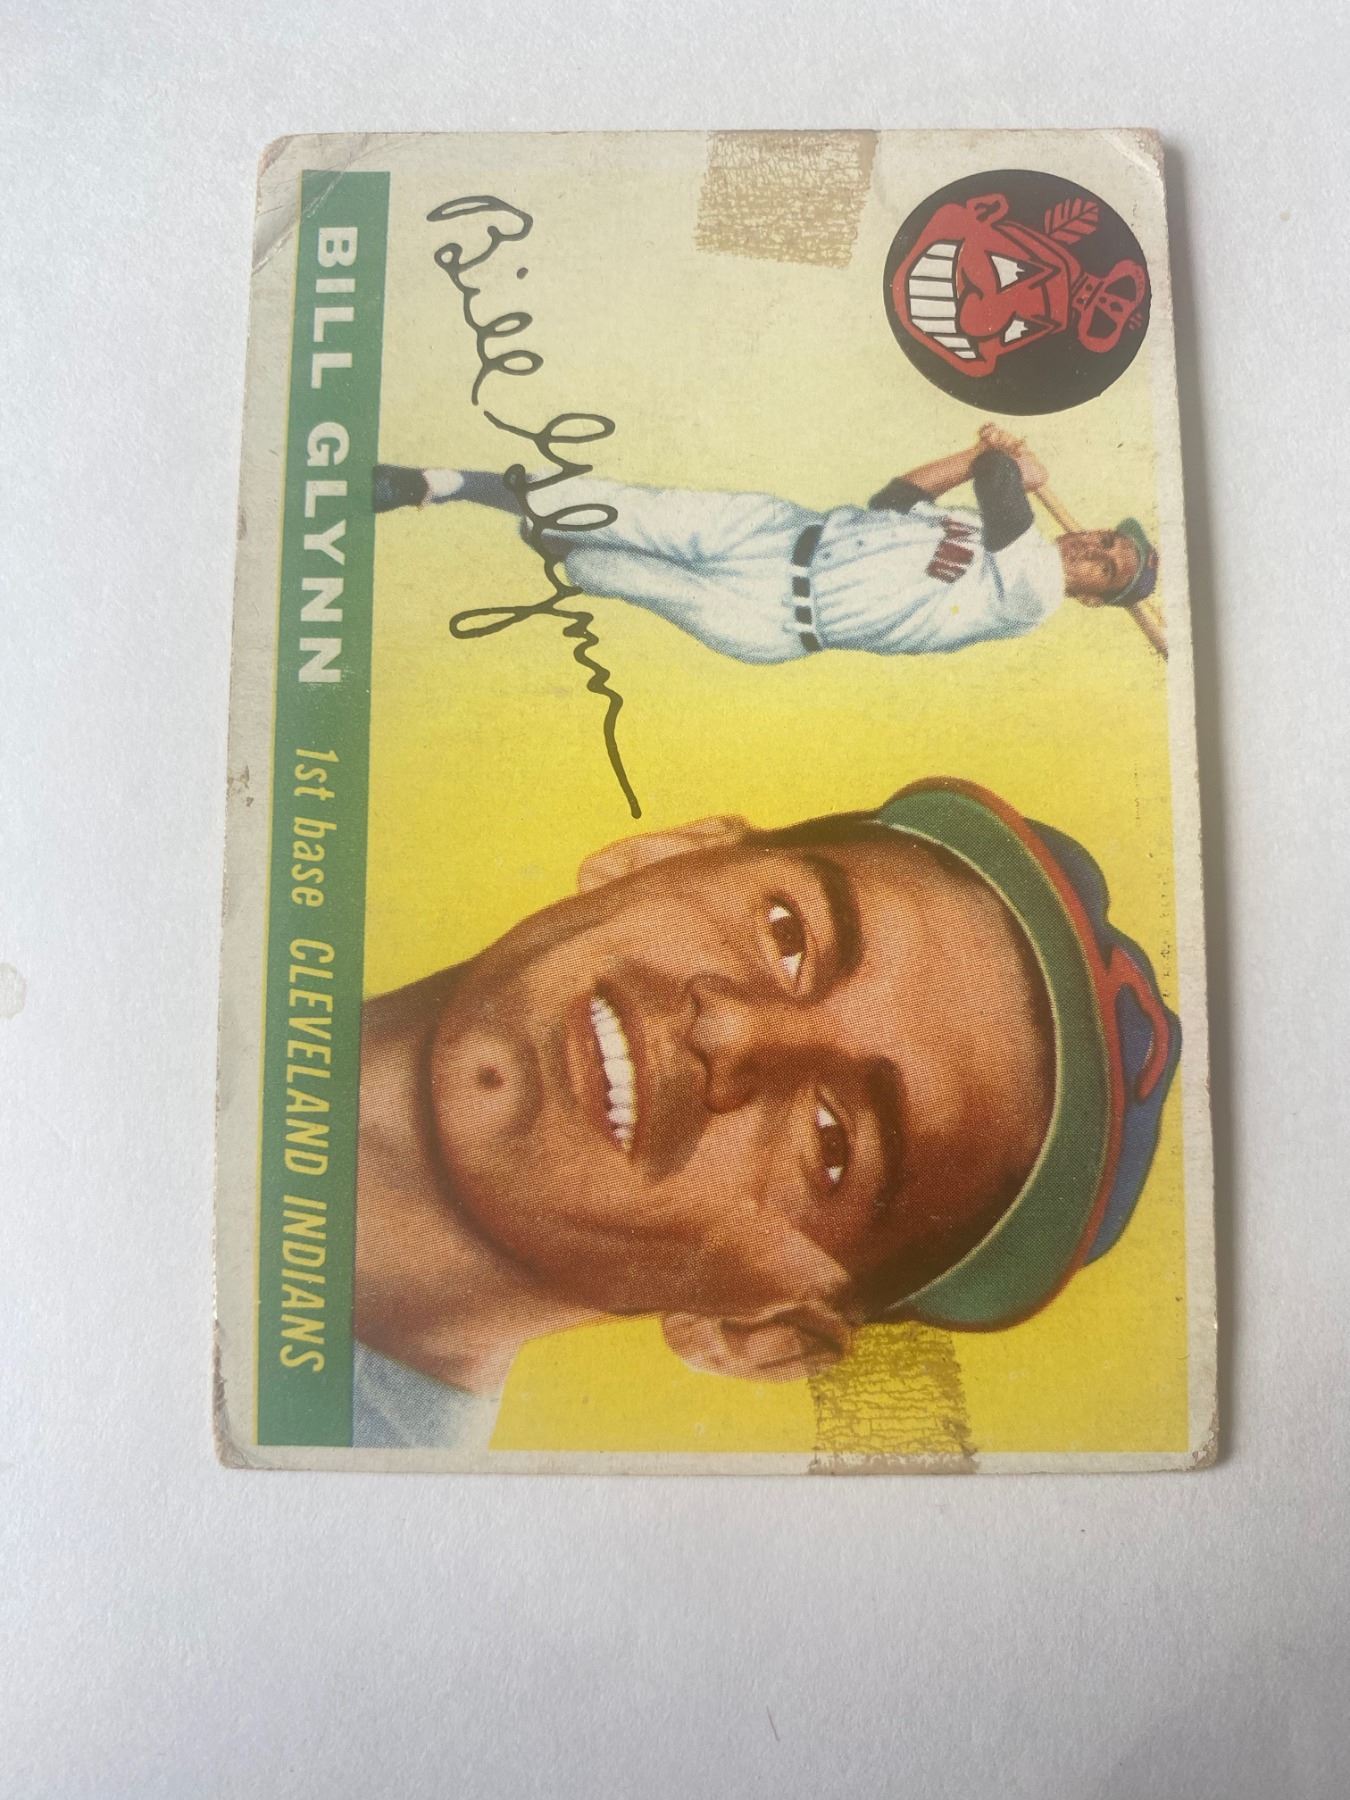 Bill Glynn
BILL GLYNN 1st base CLEVELAND INDIANS